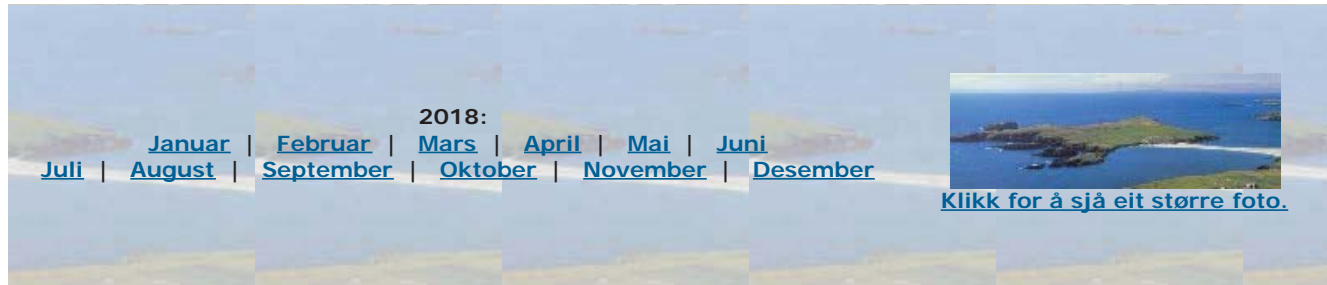 2018:
Januar | Februar | Mars | April | Mai | Juni
Juli | August | September | Oktober | November | Desember
Klikk for å sjå eit større foto.